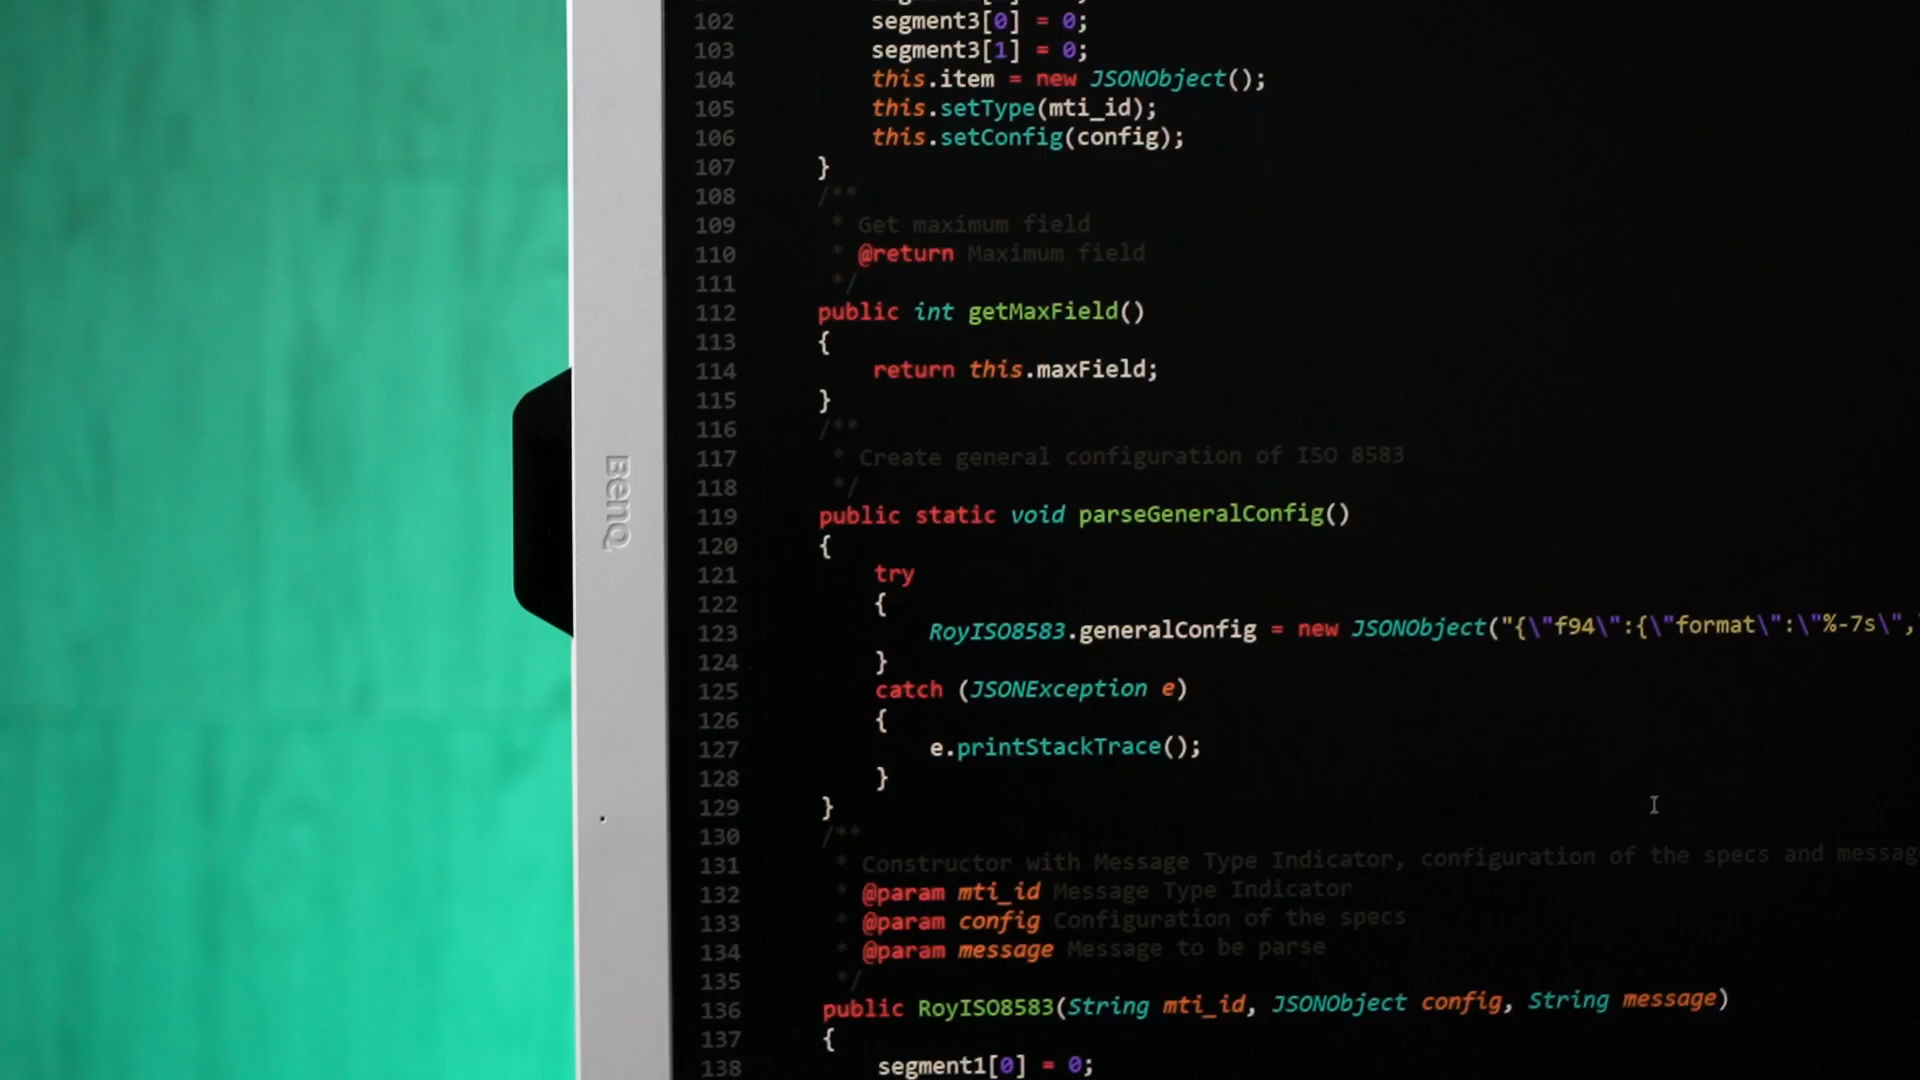 BenQ
102 segment3[0] = 0;
103 segment3[1] = 0;
104 this.item = new JSONObject();
105 this.setType(mti_id);
106 this.setConfig(config);
107 }
108 /**
109 * Get maximum field
110 * @return Maximum field
111 */
112 public int getMaxField()
113 {
114 return this.maxField;
115 }
116 /**
117 * Create general configuration of ISO 8583
118 */
119 public static void parseGeneralConfig()
120 {
121 try
122 {
123 RoyISO8583.generalConfig = new JSONObject("{\"f94\":{\"format\":\"%-7s\",
124 }
125 catch (JSONException e)
126 {
127 e.printStackTrace();
128 }
129 }
130 /**
131 * Constructor with Message Type Indicator, configuration of the specs and messag
132 * @param mti_id Message Type Indicator
133 * @param config Configuration of the specs
134 * @param message Message to be parse
135 */
136 public RoyISO8583(String mti_id, JSONObject config, String message)
137 {
138 segment1[0] = 0;